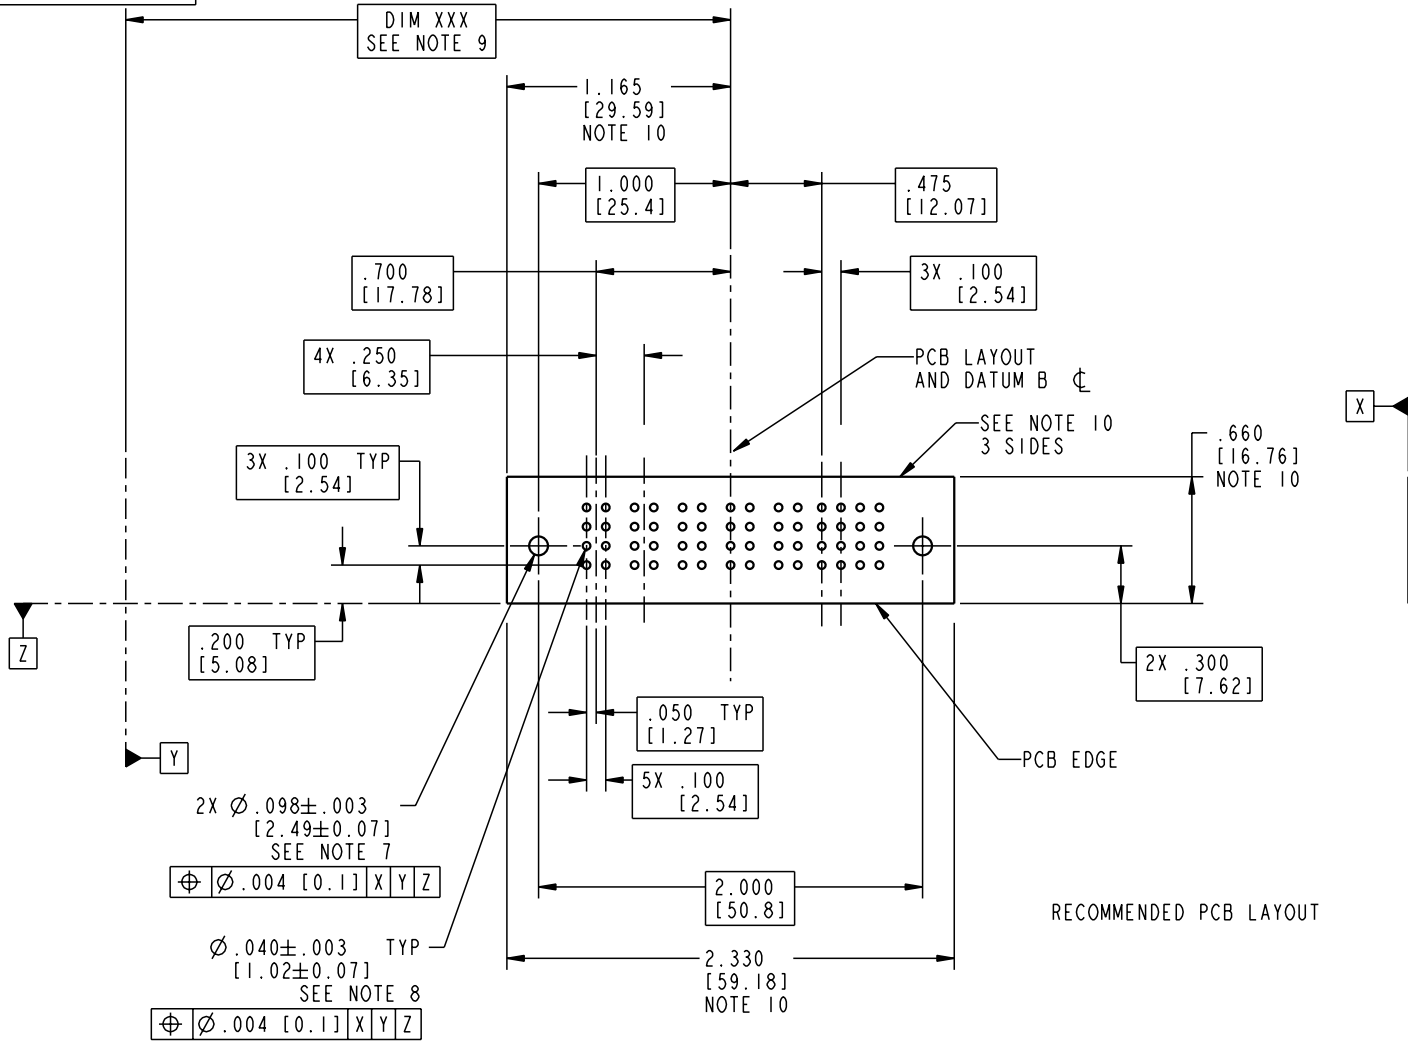 DIM XXX
SEE NOTE 9
1.165
[29.59]
NOTE 10
1.000
[25.4]
.475
[12.07]
.700
[17.78]
3X .100
[2.54]
4X .250
[6.35]
PCB LAYOUT
AND DATUM B ℄
X
SEE NOTE 10
3 SIDES
.660
[16.76]
NOTE 10
3X .100 TYP
[2.54]
Z
.200 TYP
[5.08]
2X .300
[7.62]
.050 TYP
[1.27]
Y
PCB EDGE
5X .100
[2.54]
2X Ø.098±.003
[2.49±0.07]
SEE NOTE 7
⌖ Ø.004 [0.1] X Y Z
2.000
[50.8]
RECOMMENDED PCB LAYOUT
Ø.040±.003 TYP
[1.02±0.07]
SEE NOTE 8
⌖ Ø.004 [0.1] X Y Z
2.330
[59.18]
NOTE 10